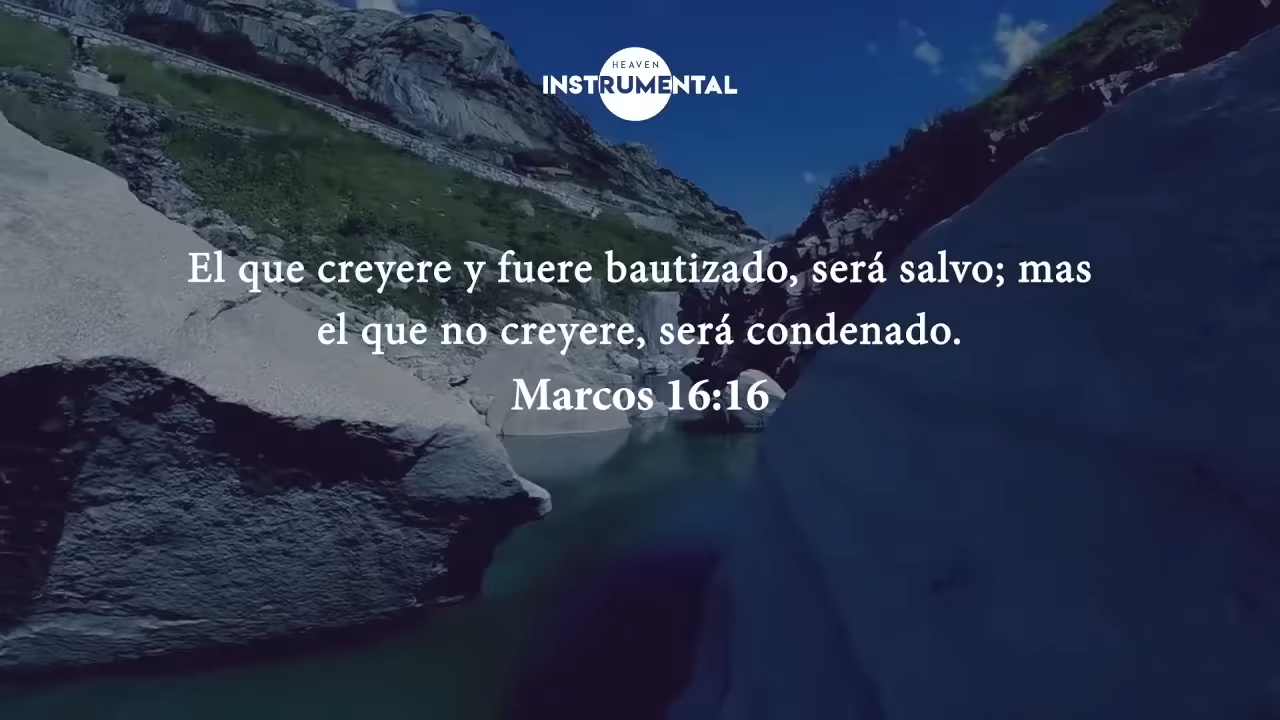 HEAVEN
INSTRUMENTAL
El que creyere y fuere bautizado, será salvo; mas
el que no creyere, será condenado.
Marcos 16:16